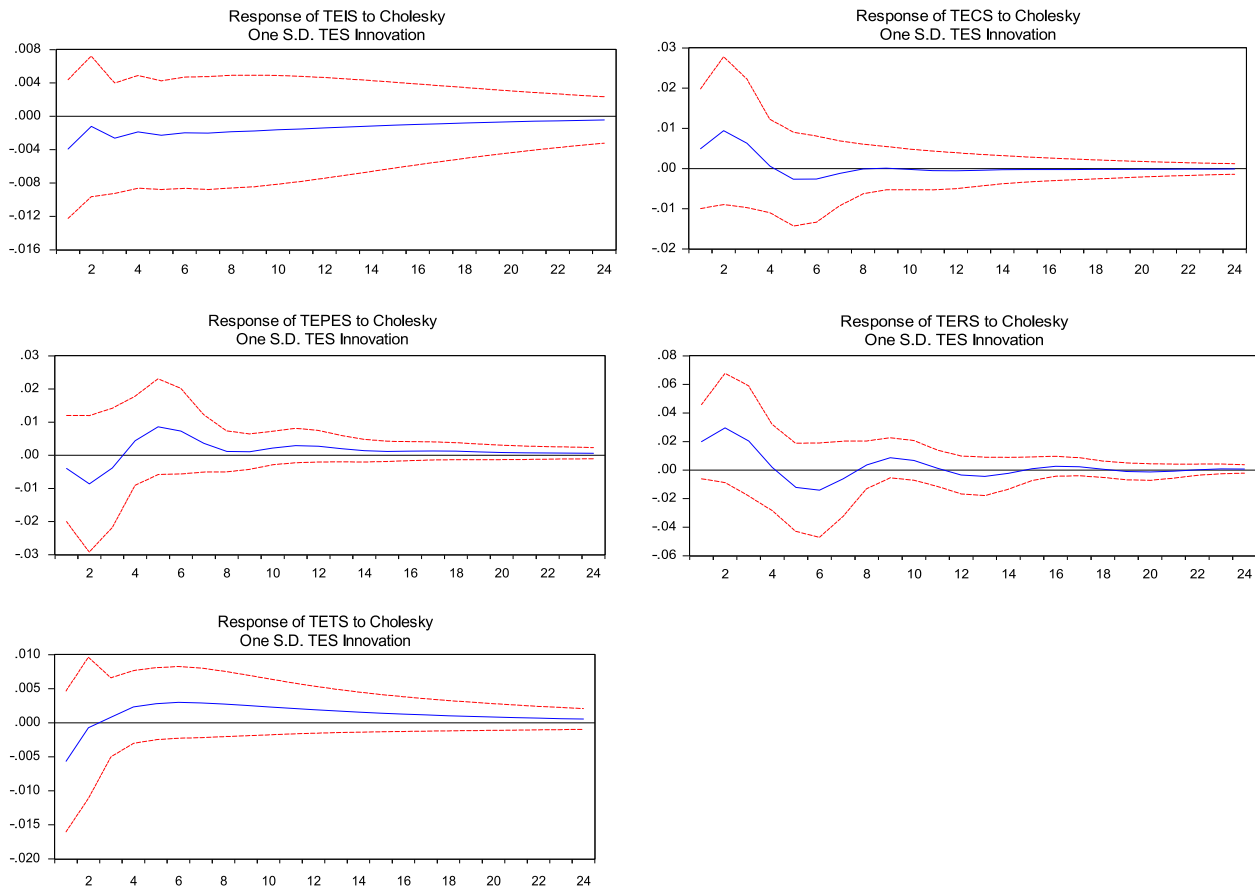 Response of TEIS to Cholesky
One S.D. TES Innovation
.008
.004
.000
-.004
-.008
-.012
-.016
2 4 6 8 10 12 14 16 18 20 22 24
Response of TECS to Cholesky
One S.D. TES Innovation
.03
.02
.01
.00
-.01
-.02
2 4 6 8 10 12 14 16 18 20 22 24
Response of TEPES to Cholesky
One S.D. TES Innovation
.03
.02
.01
.00
-.01
-.02
-.03
2 4 6 8 10 12 14 16 18 20 22 24
Response of TERS to Cholesky
One S.D. TES Innovation
.08
.06
.04
.02
.00
-.02
-.04
-.06
2 4 6 8 10 12 14 16 18 20 22 24
Response of TETS to Cholesky
One S.D. TES Innovation
.010
.005
.000
-.005
-.010
-.015
-.020
2 4 6 8 10 12 14 16 18 20 22 24